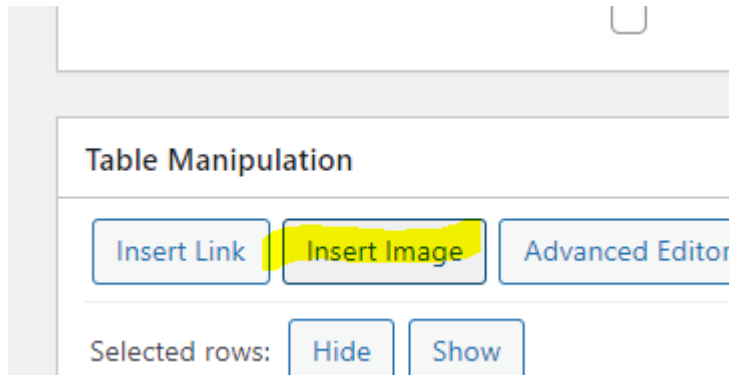 Table Manipulation
Insert Link Insert Image Advanced Editor
Selected rows: Hide Show